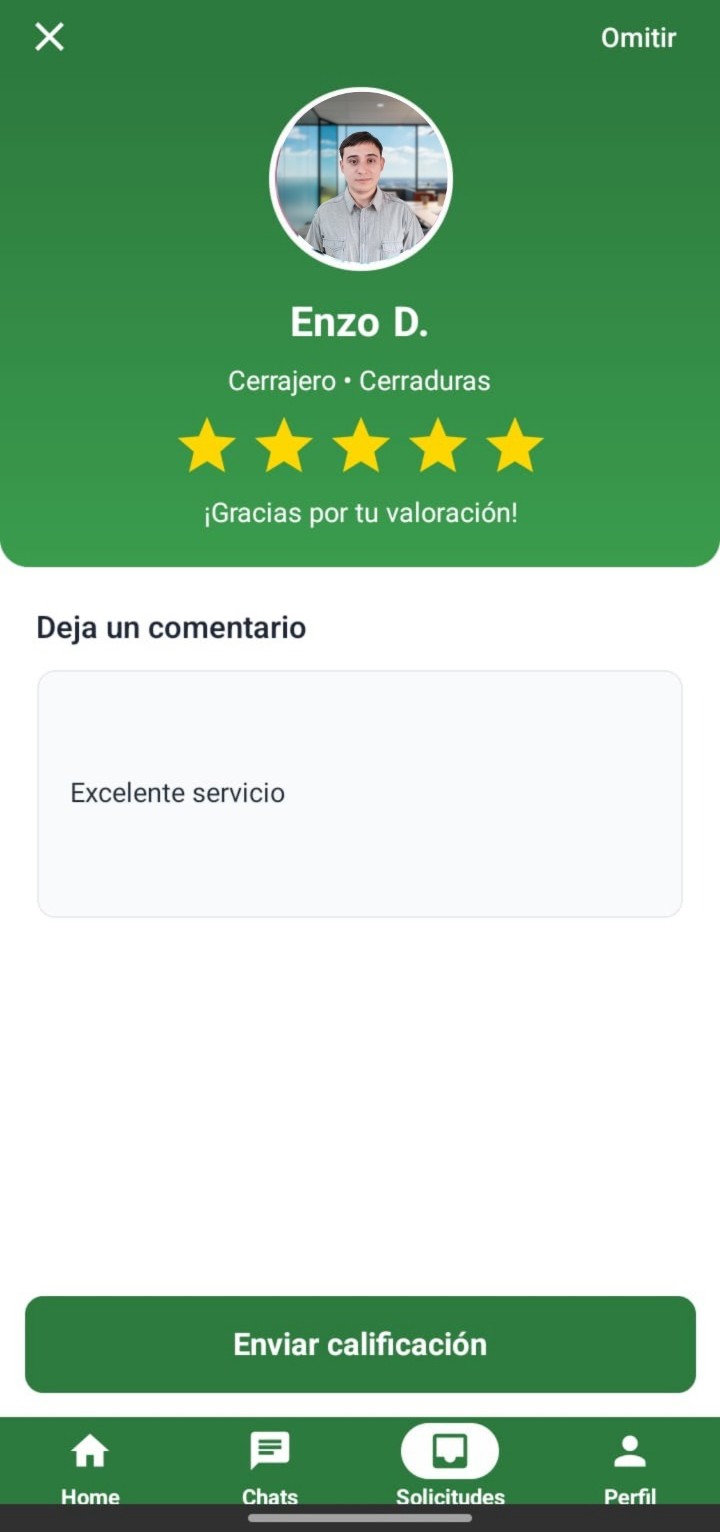 Omitir
Enzo D.
Cerrajero • Cerraduras
¡Gracias por tu valoración!
Deja un comentario
Excelente servicio
Enviar calificación
Home
Chats
Solicitudes
Perfil